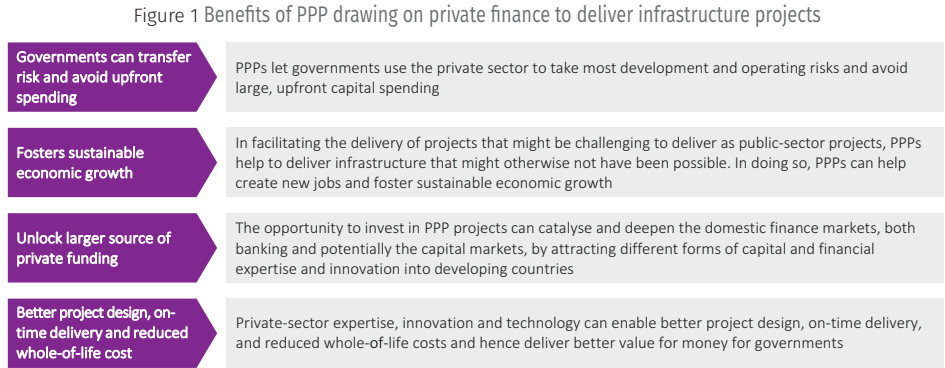 Figure 1 Benefits of PPP drawing on private finance to deliver infrastructure projects
Governments can transfer
risk and avoid upfront
spending
PPPs let governments use the private sector to take most development and operating risks and avoid
large, upfront capital spending
Fosters sustainable
economic growth
In facilitating the delivery of projects that might be challenging to deliver as public-sector projects, PPPs
help to deliver infrastructure that might otherwise not have been possible. In doing so, PPPs can help
create new jobs and foster sustainable economic growth
Unlock larger source of
private funding
The opportunity to invest in PPP projects can catalyse and deepen the domestic finance markets, both
banking and potentially the capital markets, by attracting different forms of capital and financial
expertise and innovation into developing countries
Better project design, on-
time delivery and reduced
whole-of-life cost
Private-sector expertise, innovation and technology can enable better project design, on-time delivery,
and reduced whole-of-life costs and hence deliver better value for money for governments